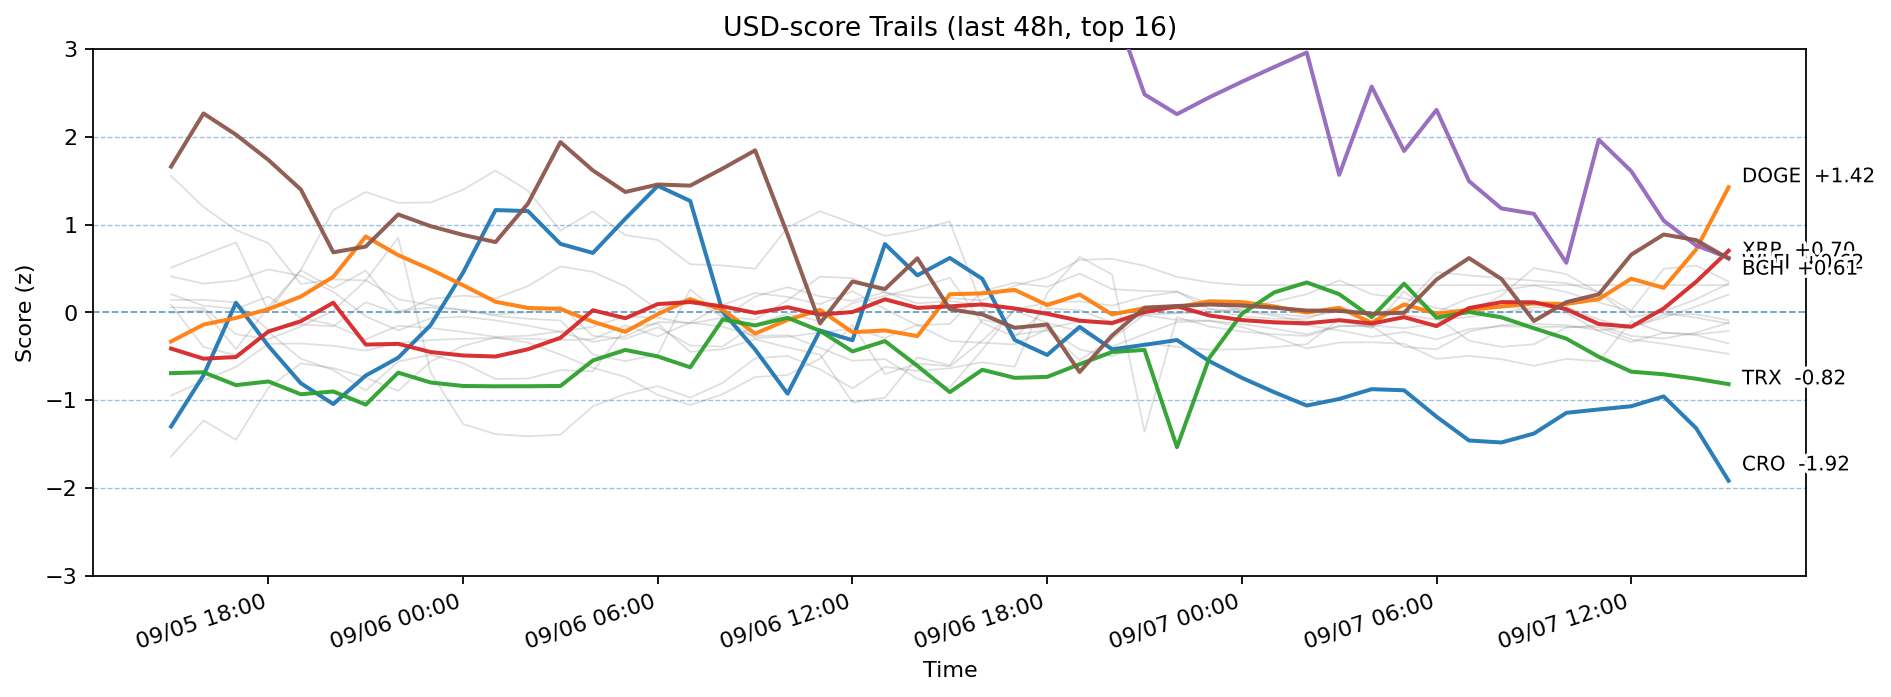 USD-score Trails (last 48h, top 16)
Score (z)
3
2
1
0
−1
−2
−3
DOGE  +1.42
XRP  +0.70
BCH  +0.61
TRX  -0.82
CRO  -1.92
09/05 18:00
09/06 00:00
09/06 06:00
09/06 12:00
09/06 18:00
09/07 00:00
09/07 06:00
09/07 12:00
Time